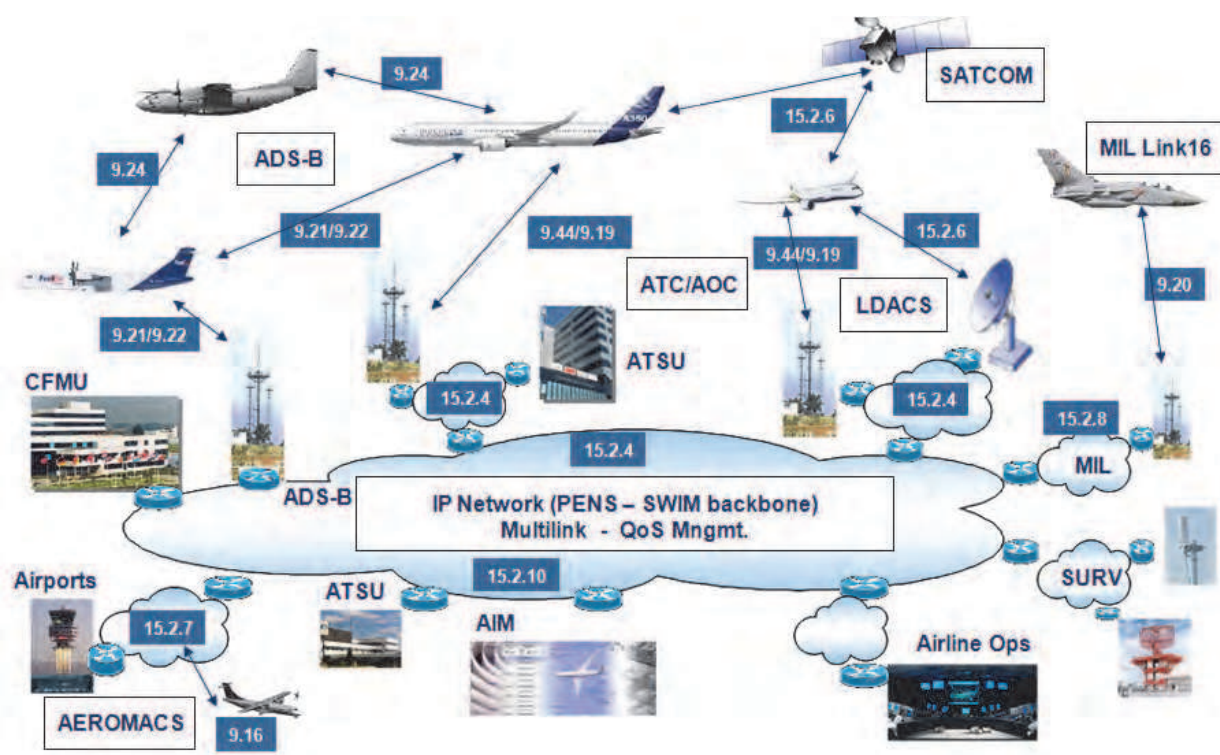 9.24
SATCOM
15.2.6
ADS-B
MIL Link16
9.24
9.21/9.22
9.44/9.19
15.2.6
9.44/9.19
ATC/AOC
LDACS
9.20
9.21/9.22
ATSU
CFMU
15.2.4
15.2.4
15.2.8
15.2.4
MIL
ADS-B
IP Network (PENS – SWIM backbone)
Multilink - QoS Mngmt.
15.2.10
SURV
Airports
ATSU
15.2.7
AIM
Airline Ops
AEROMACS
9.16